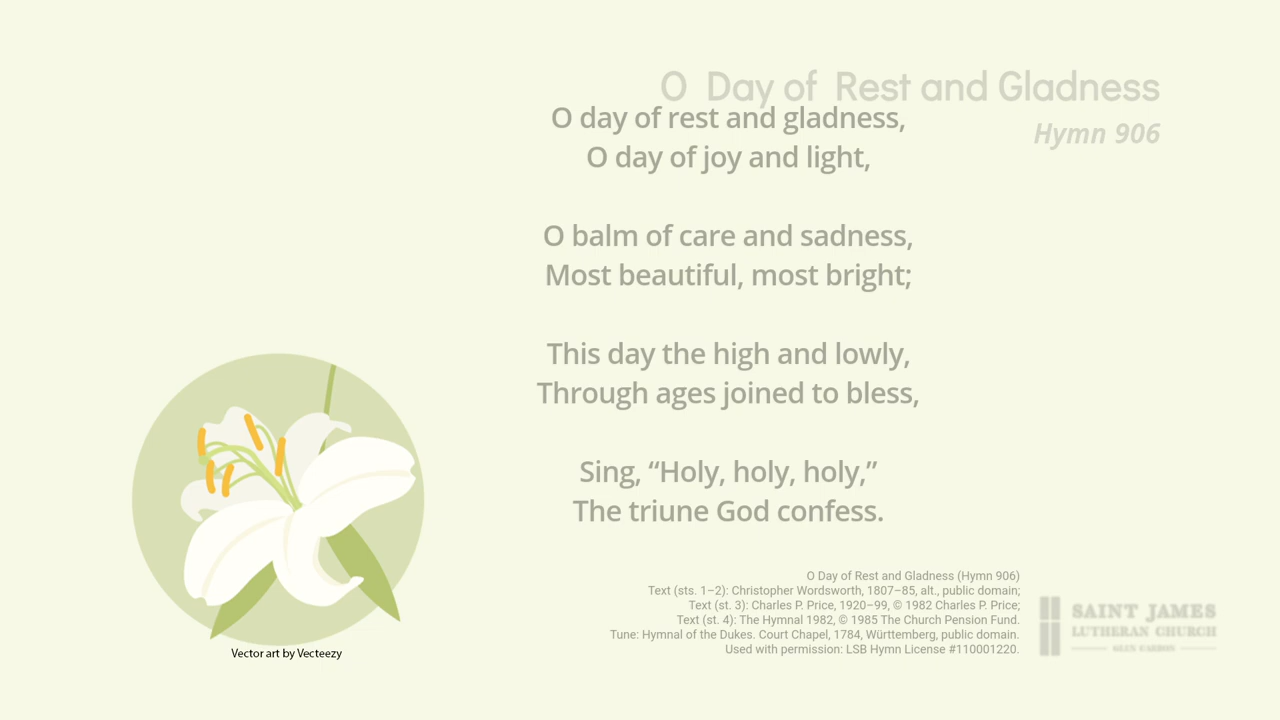 O Day of Rest and Gladness
Hymn 906
O day of rest and gladness,
O day of joy and light,
O balm of care and sadness,
Most beautiful, most bright;
This day the high and lowly,
Through ages joined to bless,
Sing, “Holy, holy, holy,”
The triune God confess.
O Day of Rest and Gladness (Hymn 906)
Text (sts. 1–2): Christopher Wordsworth, 1807–85, alt., public domain;
Text (st. 3): Charles P. Price, 1920–99, © 1982 Charles P. Price;
Text (st. 4): The Hymnal 1982, © 1985 The Church Pension Fund.
Tune: Hymnal of the Dukes. Court Chapel, 1784, Württemberg, public domain.
Used with permission: LSB Hymn License #110001220.
SAINT JAMES
LUTHERAN CHURCH
GLEN CARBON
Vector art by Vecteezy